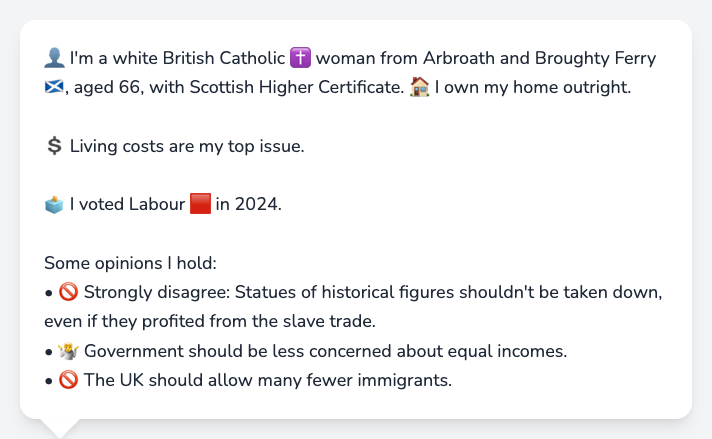 👤 I'm a white British Catholic ✝️ woman from Arbroath and Broughty Ferry
🏴󠁧󠁢󠁳󠁣󠁴󠁿, aged 66, with Scottish Higher Certificate. 🏠 I own my home outright.
💲 Living costs are my top issue.
🗳️ I voted Labour 🟥 in 2024.
Some opinions I hold:
• 🚫 Strongly disagree: Statues of historical figures shouldn't be taken down,
even if they profited from the slave trade.
• 🤷 Government should be less concerned about equal incomes.
• 🚫 The UK should allow many fewer immigrants.